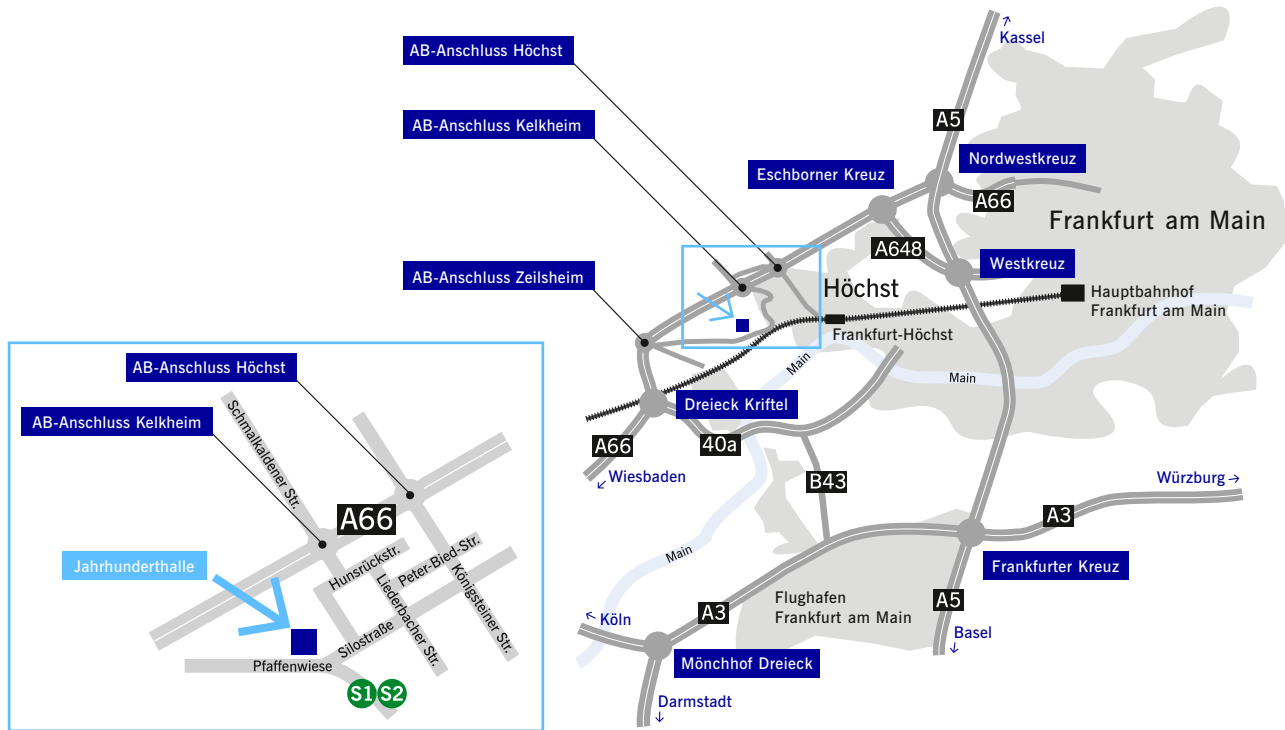 Kassel
AB-Anschluss Höchst
A5
AB-Anschluss Kelkheim
Nordwestkreuz
Eschborner Kreuz
A66
Frankfurt am Main
A648
Westkreuz
AB-Anschluss Zeilsheim
Höchst
Hauptbahnhof
Frankfurt am Main
Frankfurt-Höchst
Main
Main
Dreieck Kriftel
A66
40a
Wiesbaden
B43
Würzburg
A3
Main
Frankfurter Kreuz
Flughafen
Frankfurt am Main
A3
A5
Köln
Basel
Mönchhof Dreieck
Darmstadt
AB-Anschluss Höchst
AB-Anschluss Kelkheim
Schmalkaldener Str.
A66
Jahrhunderthalle
Hunsrückstr.
Peter-Bied-Str.
Liederbacher Str.
Königsteiner Str.
Silostraße
Pfaffenwiese
S1 S2